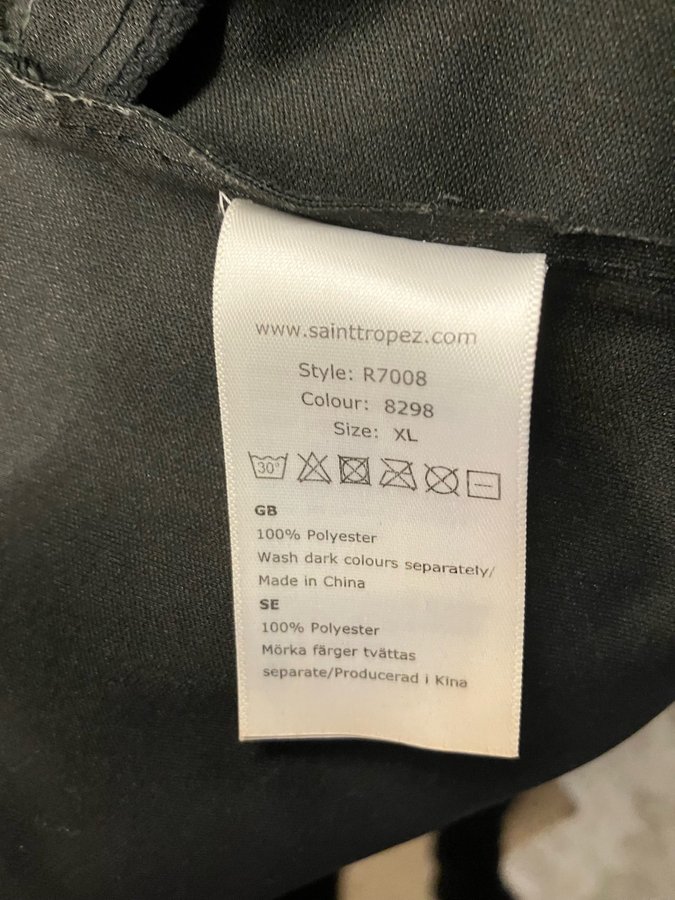 www.sainttropez.com
Style: R7008
Colour: 8298
Size: XL
30°
GB
100% Polyester
Wash dark colours separately/
Made in China
SE
100% Polyester
Mörka färger tvättas
separate/Producerad i Kina